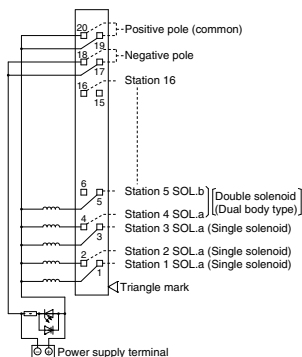 20
Positive pole (common)
19
18
Negative pole
17
16
Station 16
15
6
Station 5 SOL.b
5
Double solenoid
(Dual body type)
Station 4 SOL.a
4
Station 3 SOL.a (Single solenoid)
3
Station 2 SOL.a (Single solenoid)
2
Station 1 SOL.a (Single solenoid)
1
Triangle mark
⊖ ⊕ Power supply terminal